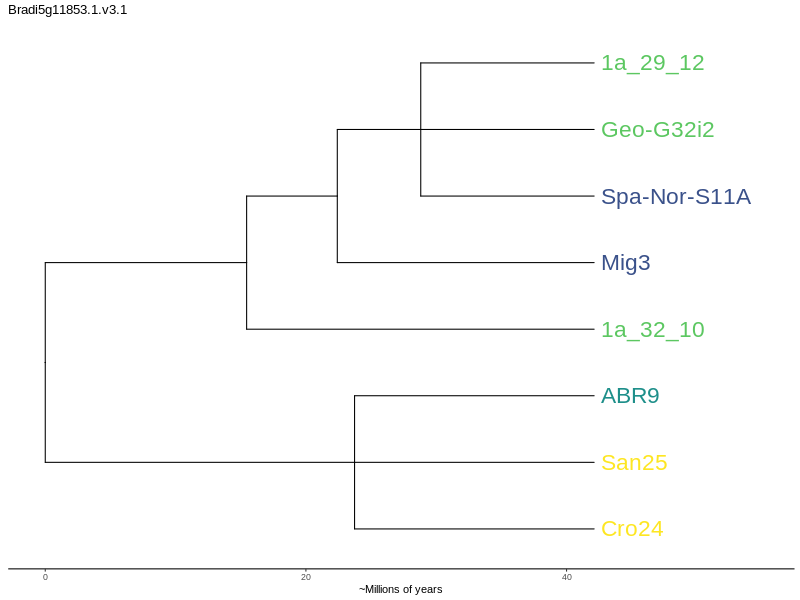 Bradi5g11853.1.v3.1
1a_29_12
Geo-G32i2
Spa-Nor-S11A
Mig3
1a_32_10
ABR9
San25
Cro24
0 20 40
~Millions of years